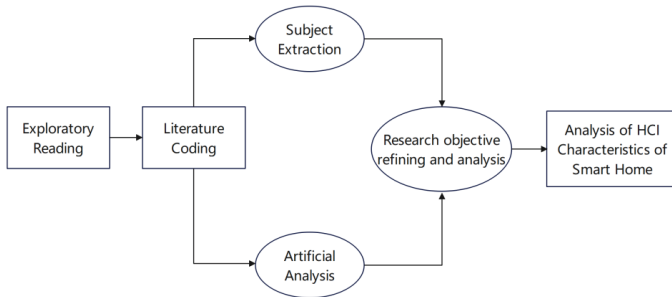 Subject
Extraction
Exploratory
Reading
Literature
Coding
Research objective
refining and analysis
Analysis of HCI
Characteristics of
Smart Home
Artificial
Analysis